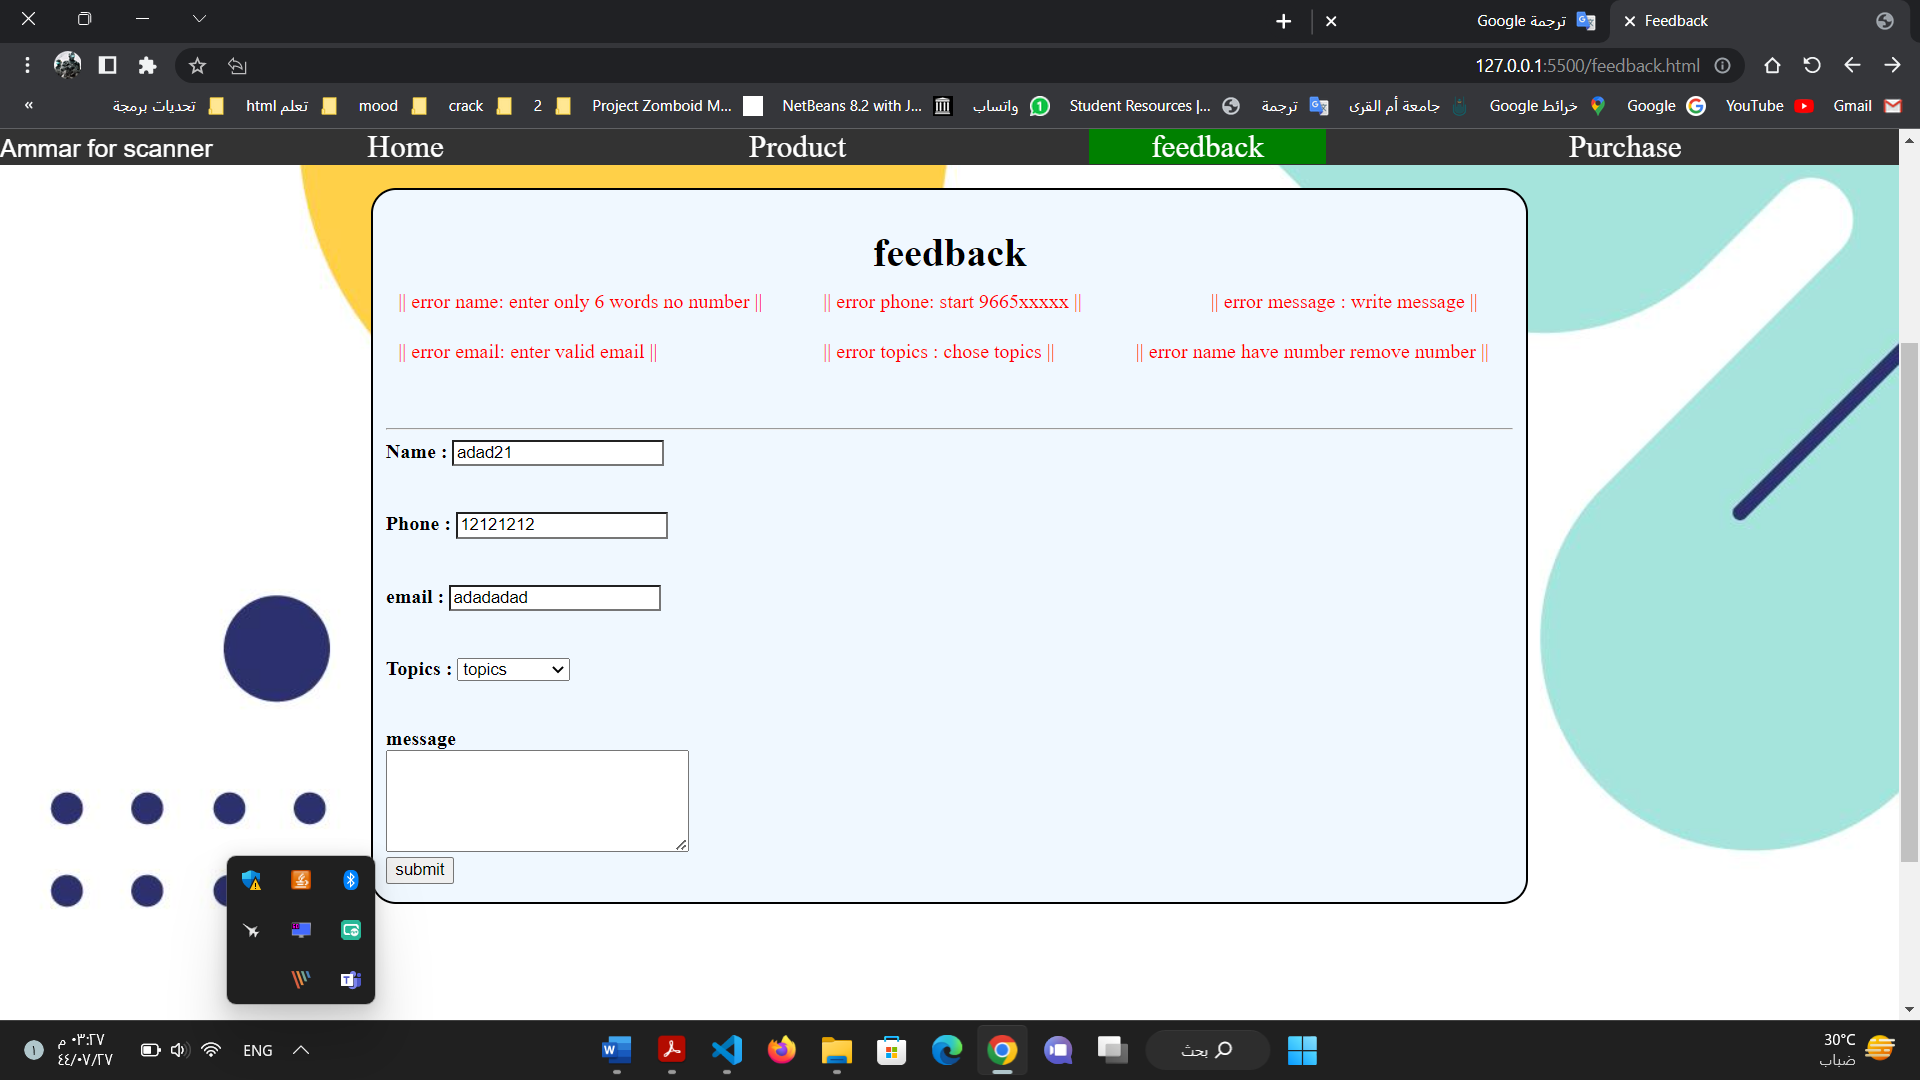 ترجمة Google
Feedback
127.0.0.1:5500/feedback.html
«
تحديات برمجة
تعلم html
mood
crack
2
Project Zomboid M...
NetBeans 8.2 with J...
واتساب
Student Resources |...
ترجمة
جامعة أم القرى
خرائط Google
Google
YouTube
Gmail
Ammar for scanner
Home
Product
feedback
Purchase
feedback
|| error name: enter only 6 words no number ||
|| error phone: start 9665xxxxx ||
|| error message : write message ||
|| error email: enter valid email ||
|| error topics : chose topics ||
|| error name have number remove number ||
Name : adad21
Phone : 12121212
email : adadadad
Topics : topics
message
submit
١
٠٣:٢٧ م
٤٤/٠٧/٢٧
ENG
بحث
30°C
ضباب